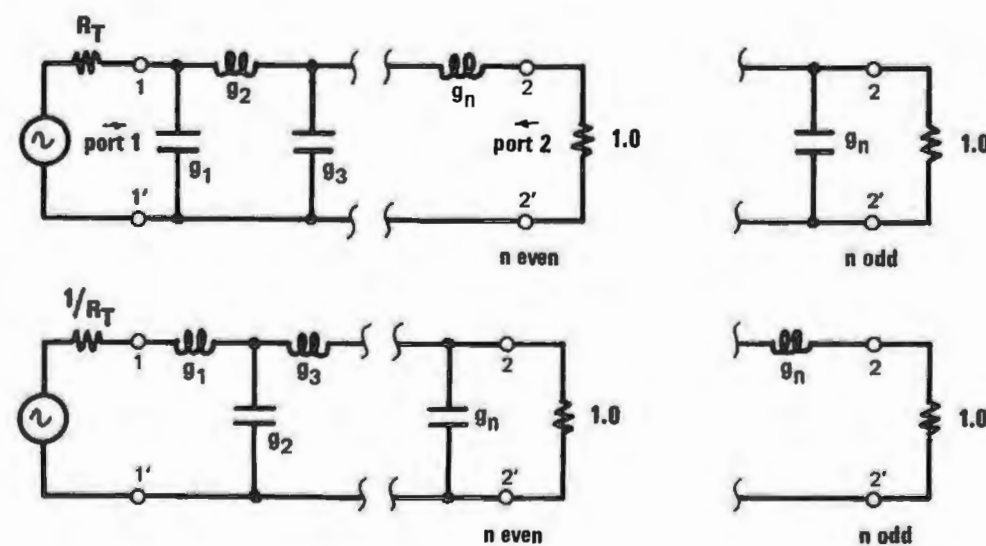 R_T
1 g_2 g_n 2
port 1 g_1 g_3 port 2 1.0 g_n 2 1.0
1' 2' 2'
n even n odd
1/R_T
1 g_1 g_3 2 g_n 2
g_2 g_n 1.0 1.0
1' 2' 2'
n even n odd